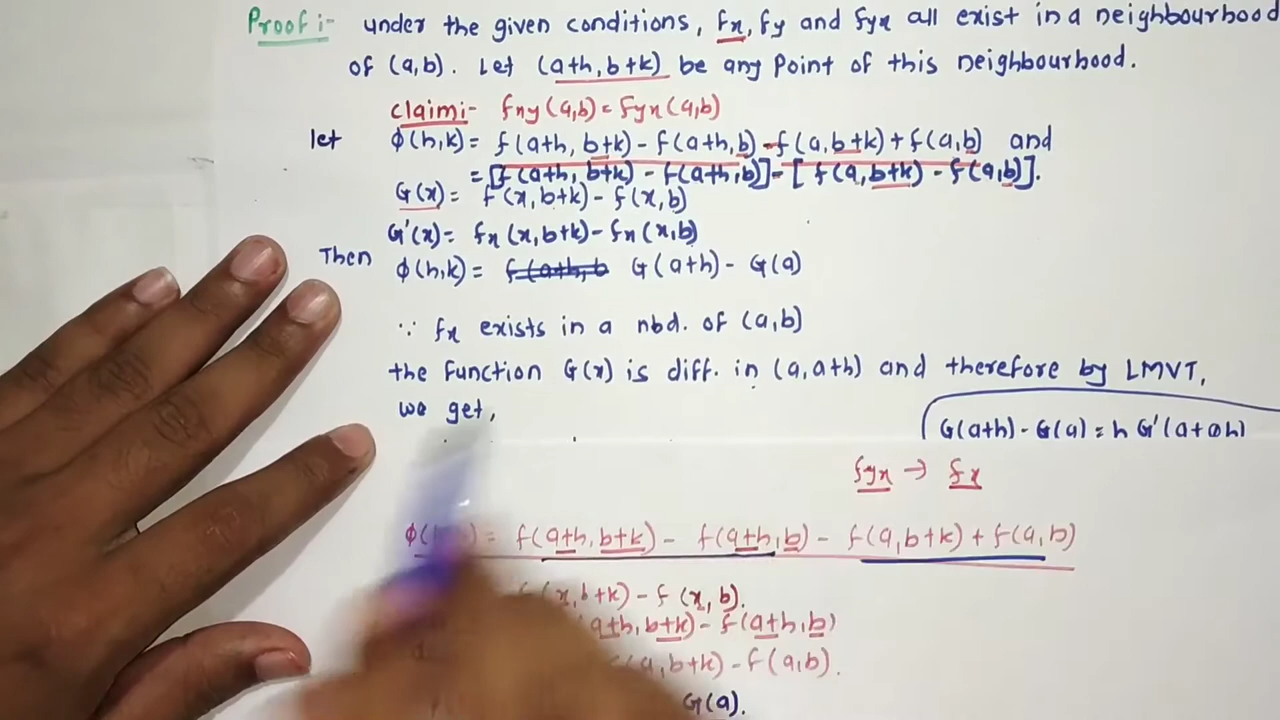 Proof:- under the given conditions, fx, fy and fyx all exist in a neighbourhood
of (a,b). Let (a+h, b+k) be any point of this neighbourhood.
claim:- fxy(a,b) = fyx(a,b)
let φ(h,k) = f(a+h, b+k) - f(a+h, b) - f(a, b+k) + f(a,b) and
= [f(a+h, b+k) - f(a+h, b)] - [f(a, b+k) - f(a,b)].
G(x) = f(x, b+k) - f(x, b)
G'(x) = fx(x, b+k) - fx(x, b)
Then φ(h,k) = f(a+h, b G(a+h) - G(a)
∵ fx exists in a nbd. of (a,b)
the function G(x) is diff. in (a, a+h) and therefore by LMVT,
we get,
G(a+h) - G(a) = h G'(a+θh)
fyx → fx
φ( = f(a+h, b+k) - f(a+h, b) - f(a, b+k) + f(a,b)
(x, b+k) - f(x, b).
(a+h, b+k) - f(a+h, b)
(a, b+k) - f(a,b).
G(a).